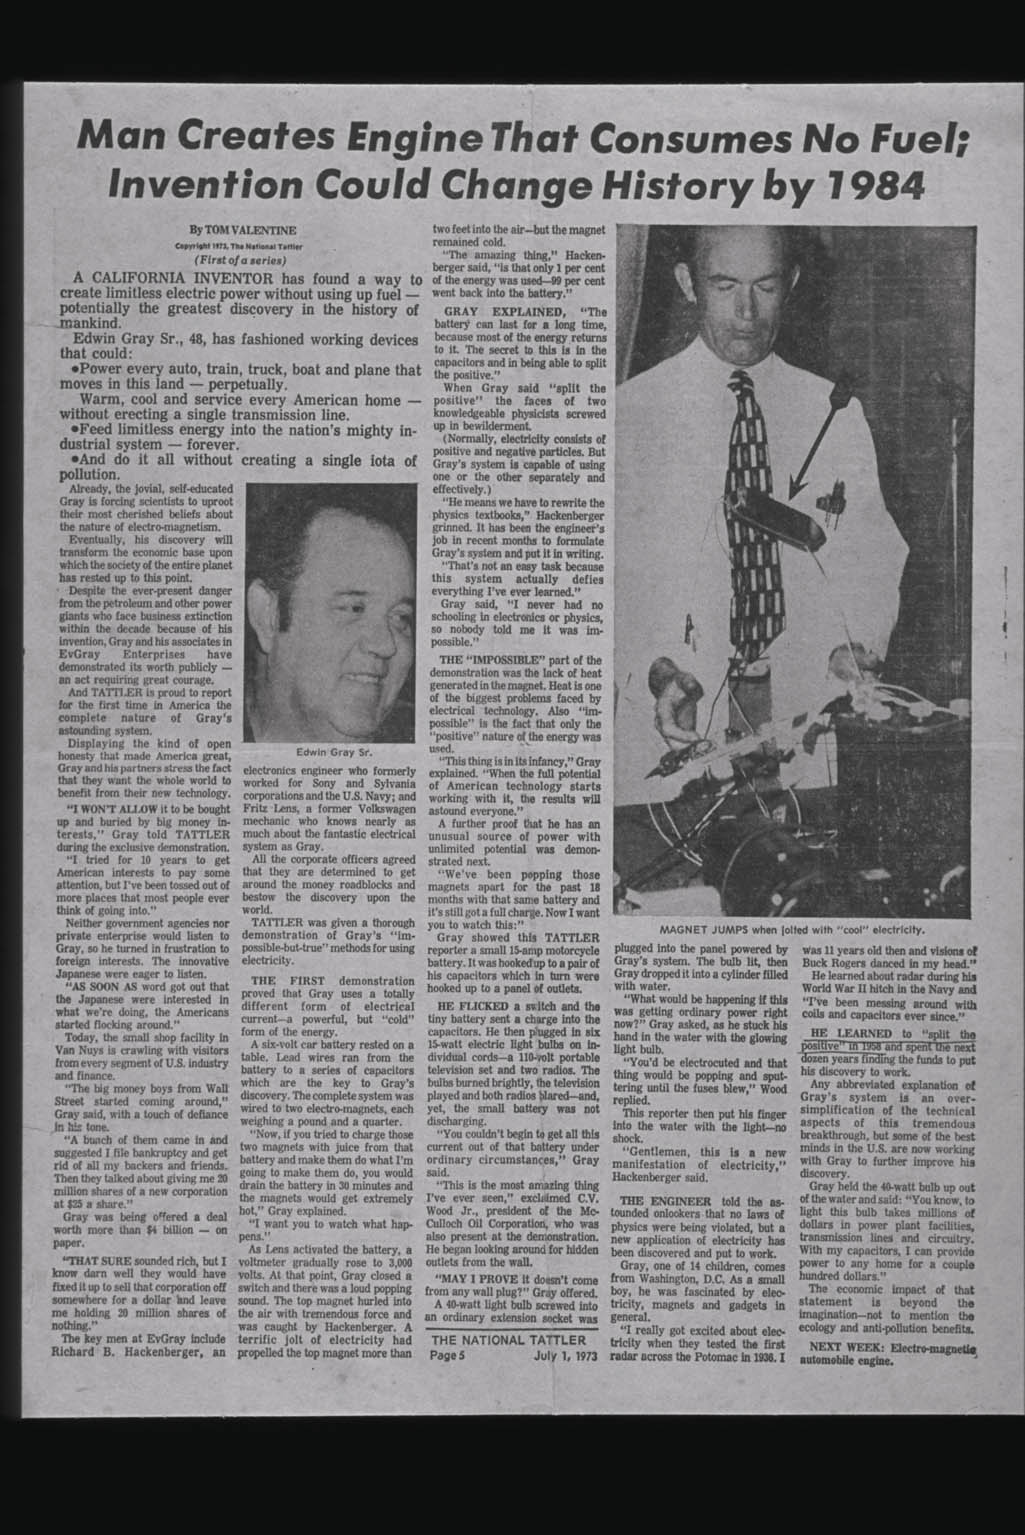 Man Creates Engine That Consumes No Fuel;
Invention Could Change History by 1984
By TOM VALENTINE
Copyright 1973, The National Tattler
(First of a series)
A CALIFORNIA INVENTOR has found a way to
create limitless electric power without using up fuel —
potentially the greatest discovery in the history of
mankind.
Edwin Gray Sr., 48, has fashioned working devices
that could:
•Power every auto, train, truck, boat and plane that
moves in this land — perpetually.
Warm, cool and service every American home —
without erecting a single transmission line.
•Feed limitless energy into the nation's mighty in-
dustrial system — forever.
•And do it all without creating a single iota of
pollution.
Already, the jovial, self-educated
Gray is forcing scientists to uproot
their most cherished beliefs about
the nature of electro-magnetism.
Eventually, his discovery will
transform the economic base upon
which the society of the entire planet
has rested up to this point.
Despite the ever-present danger
from the petroleum and other power
giants who face business extinction
within the decade because of his
invention, Gray and his associates in
EvGray Enterprises have
demonstrated its worth publicly —
an act requiring great courage.
And TATTLER is proud to report
for the first time in America the
complete nature of Gray's
astounding system.
Displaying the kind of open
honesty that made America great,
Gray and his partners stress the fact
that they want the whole world to
benefit from their new technology.
"I WON'T ALLOW it to be bought
up and buried by big money in-
terests," Gray told TATTLER
during the exclusive demonstration.
"I tried for 10 years to get
American interests to pay some
attention, but I've been tossed out of
more places that most people ever
think of going into."
Neither government agencies nor
private enterprise would listen to
Gray, so he turned in frustration to
foreign interests. The innovative
Japanese were eager to listen.
"AS SOON AS word got out that
the Japanese were interested in
what we're doing, the Americans
started flocking around."
Today, the small shop facility in
Van Nuys is crawling with visitors
from every segment of U.S. industry
and finance.
"The big money boys from Wall
Street started coming around,"
Gray said, with a touch of defiance
in his tone.
"A bunch of them came in and
suggested I file bankruptcy and get
rid of all my backers and friends.
Then they talked about giving me 20
million shares of a new corporation
at $25 a share."
Gray was being offered a deal
worth more than $4 billion — on
paper.
"THAT SURE sounded rich, but I
know darn well they would have
fixed it up to sell that corporation off
somewhere for a dollar and leave
me holding 20 million shares of
nothing."
The key men at EvGray include
Richard B. Hackenberger, an
Edwin Gray Sr.
electronics engineer who formerly
worked for Sony and Sylvania
corporations and the U.S. Navy; and
Fritz Lens, a former Volkswagen
mechanic who knows nearly as
much about the fantastic electrical
system as Gray.
All the corporate officers agreed
that they are determined to get
around the money roadblocks and
bestow the discovery upon the
world.
TATTLER was given a thorough
demonstration of Gray's "im-
possible-but-true" methods for using
electricity.
THE FIRST demonstration
proved that Gray uses a totally
different form of electrical
current—a powerful, but "cold"
form of the energy.
A six-volt car battery rested on a
table. Lead wires ran from the
battery to a series of capacitors
which are the key to Gray's
discovery. The complete system was
wired to two electro-magnets, each
weighing a pound and a quarter.
"Now, if you tried to charge those
two magnets with juice from that
battery and make them do what I'm
going to make them do, you would
drain the battery in 30 minutes and
the magnets would get extremely
hot," Gray explained.
"I want you to watch what hap-
pens."
As Lens activated the battery, a
voltmeter gradually rose to 3,000
volts. At that point, Gray closed a
switch and there was a loud popping
sound. The top magnet hurled into
the air with tremendous force and
was caught by Hackenberger. A
terrific jolt of electricity had
propelled the top magnet more than
two feet into the air—but the magnet
remained cold.
"The amazing thing," Hacken-
berger said, "is that only 1 per cent
of the energy was used—99 per cent
went back into the battery."
GRAY EXPLAINED, "The
battery can last for a long time,
because most of the energy returns
to it. The secret to this is in the
capacitors and in being able to split
the positive."
When Gray said "split the
positive" the faces of two
knowledgeable physicists screwed
up in bewilderment.
(Normally, electricity consists of
positive and negative particles. But
Gray's system is capable of using
one or the other separately and
effectively.)
"He means we have to rewrite the
physics textbooks," Hackenberger
grinned. It has been the engineer's
job in recent months to formulate
Gray's system and put it in writing.
"That's not an easy task because
this system actually defies
everything I've ever learned."
Gray said, "I never had no
schooling in electronics or physics,
so nobody told me it was im-
possible."
THE "IMPOSSIBLE" part of the
demonstration was the lack of heat
generated in the magnet. Heat is one
of the biggest problems faced by
electrical technology. Also "im-
possible" is the fact that only the
"positive" nature of the energy was
used.
"This thing is in its infancy," Gray
explained. "When the full potential
of American technology starts
working with it, the results will
astound everyone."
A further proof that he has an
unusual source of power with
unlimited potential was demon-
strated next.
"We've been popping those
magnets apart for the past 18
months with that same battery and
it's still got a full charge. Now I want
you to watch this:"
Gray showed this TATTLER
reporter a small 15-amp motorcycle
battery. It was hooked up to a pair of
his capacitors which in turn were
hooked up to a panel of outlets.
HE FLICKED a switch and the
tiny battery sent a charge into the
capacitors. He then plugged in six
15-watt electric light bulbs on in-
dividual cords—a 110-volt portable
television set and two radios. The
bulbs burned brightly, the television
played and both radios blared—and,
yet, the small battery was not
discharging.
"You couldn't begin to get all this
current out of that battery under
ordinary circumstances," Gray
said.
"This is the most amazing thing
I've ever seen," exclaimed C.V.
Wood Jr., president of the Mc-
Culloch Oil Corporation, who was
also present at the demonstration.
He began looking around for hidden
outlets from the wall.
"MAY I PROVE it doesn't come
from any wall plug?" Gray offered.
A 40-watt light bulb screwed into
an ordinary extension socket was
THE NATIONAL TATTLER
Page 5 July 1, 1973
MAGNET JUMPS when jolted with "cool" electricity.
plugged into the panel powered by
Gray's system. The bulb lit, then
Gray dropped it into a cylinder filled
with water.
"What would be happening if this
was getting ordinary power right
now?" Gray asked, as he stuck his
hand in the water with the glowing
light bulb.
"You'd be electrocuted and that
thing would be popping and sput-
tering until the fuses blew," Wood
replied.
This reporter then put his finger
into the water with the light—no
shock.
"Gentlemen, this is a new
manifestation of electricity,"
Hackenberger said.
THE ENGINEER told the as-
tounded onlookers that no laws of
physics were being violated, but a
new application of electricity has
been discovered and put to work.
Gray, one of 14 children, comes
from Washington, D.C. As a small
boy, he was fascinated by elec-
tricity, magnets and gadgets in
general.
"I really got excited about elec-
tricity when they tested the first
radar across the Potomac in 1936. I
was 11 years old then and visions of
Buck Rogers danced in my head."
He learned about radar during his
World War II hitch in the Navy and
"I've been messing around with
coils and capacitors ever since."
HE LEARNED to "split the
positive" in 1958 and spent the next
dozen years finding the funds to put
his discovery to work.
Any abbreviated explanation of
Gray's system is an over-
simplification of the technical
aspects of this tremendous
breakthrough, but some of the best
minds in the U.S. are now working
with Gray to further improve his
discovery.
Gray held the 40-watt bulb up out
of the water and said: "You know, to
light this bulb takes millions of
dollars in power plant facilities,
transmission lines and circuitry.
With my capacitors, I can provide
power to any home for a couple
hundred dollars."
The economic impact of that
statement is beyond the
imagination—not to mention the
ecology and anti-pollution benefits.
NEXT WEEK: Electro-magnetic
automobile engine.